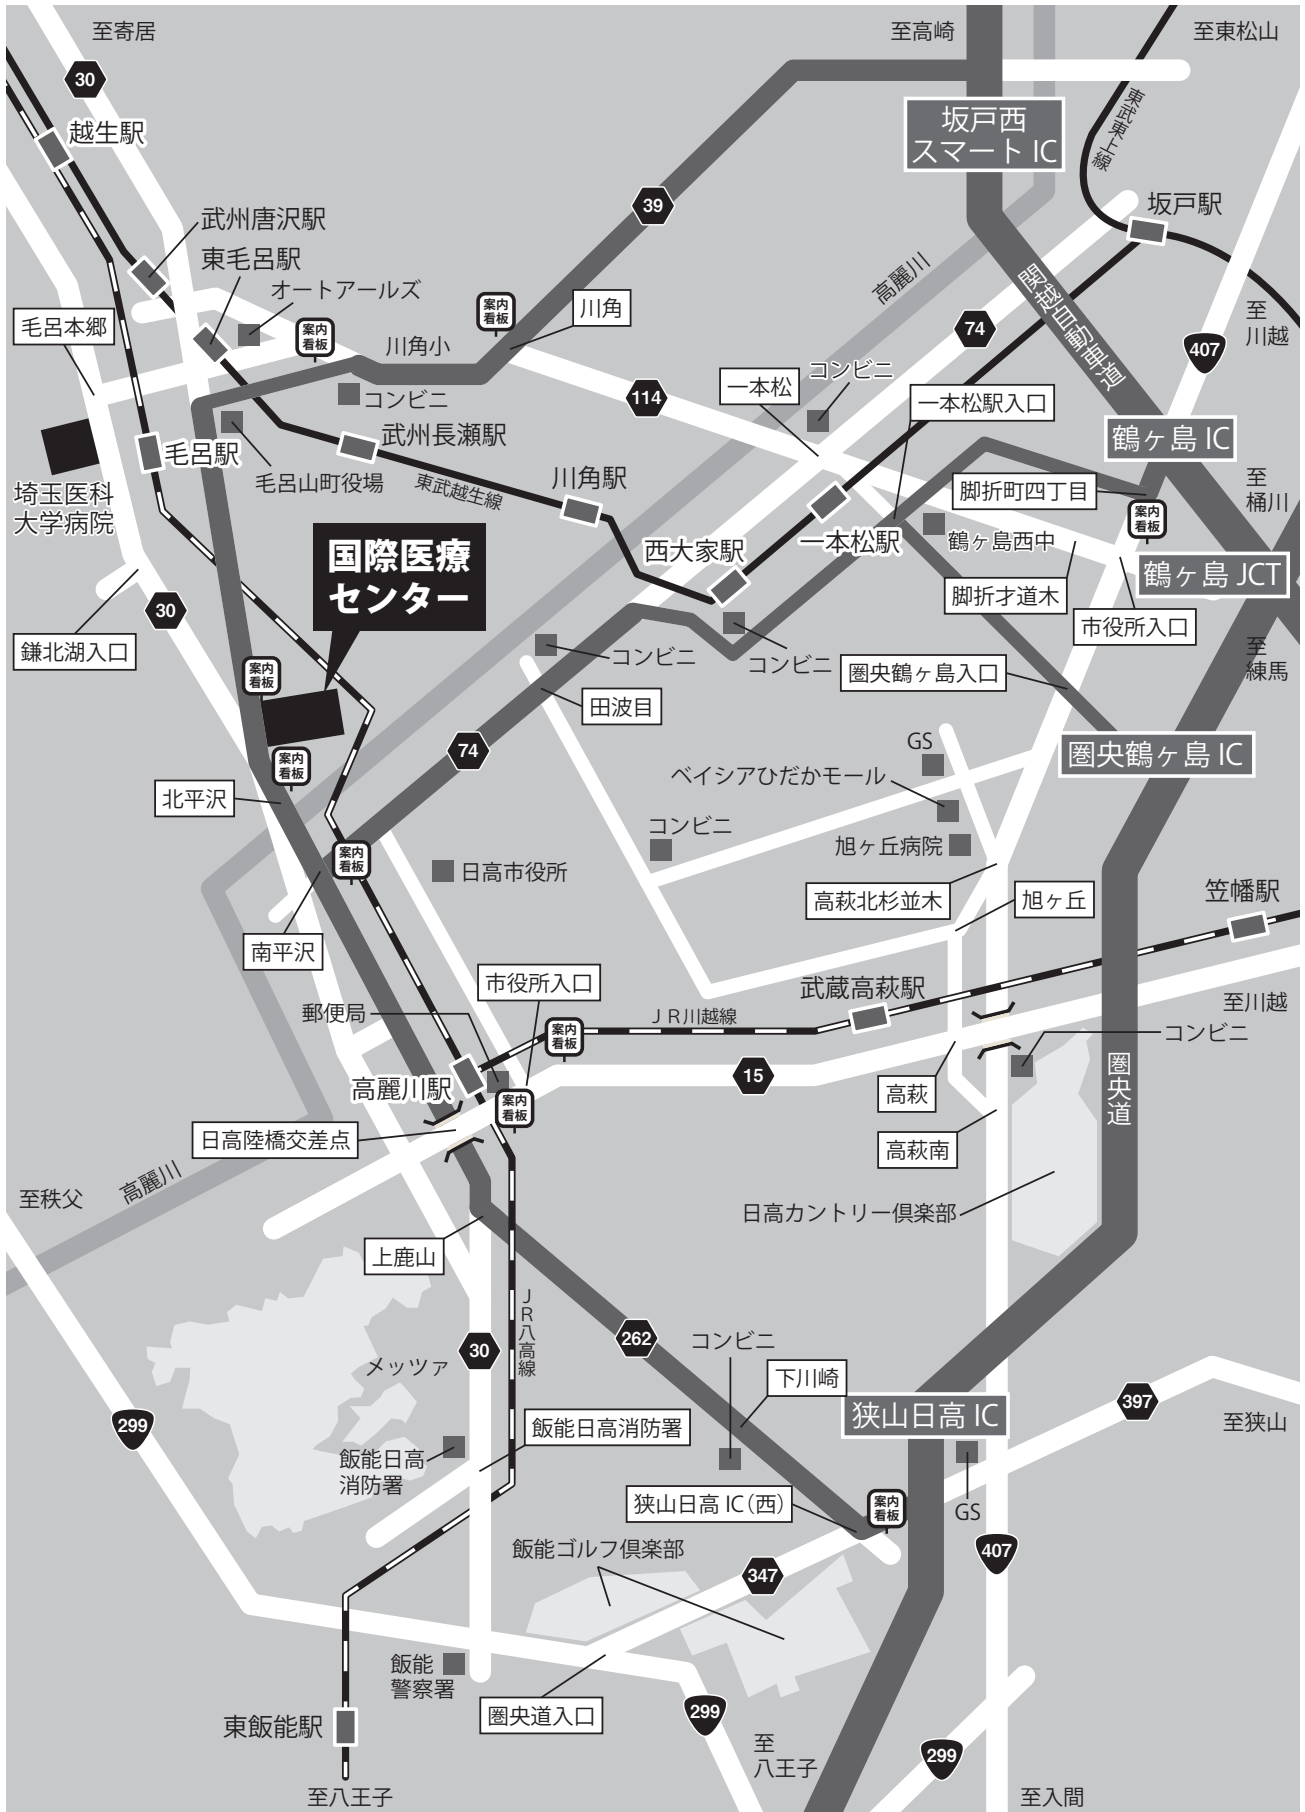 至寄居
至高崎
至東松山
30
越生駅
坂戸西
スマート IC
東武東上線
39
武州唐沢駅
坂戸駅
東毛呂駅
オートアールズ
高麗川
関越自動車道
毛呂本郷
案内
看板
案内
看板
川角
至
川越
74
407
川角小
コンビニ
一本松
コンビニ
114
一本松駅入口
鶴ヶ島 IC
武州長瀬駅
毛呂駅
毛呂山町役場
東武越生線
川角駅
脚折町四丁目
至
桶川
埼玉医科
大学病院
案内
看板
国際医療
センター
西大家駅
一本松駅
鶴ヶ島西中
鶴ヶ島 JCT
脚折才道木
市役所入口
30
鎌北湖入口
コンビニ
コンビニ
圏央鶴ヶ島入口
至
練馬
案内
看板
田波目
74
GS
圏央鶴ヶ島 IC
案内
看板
ベイシアひだかモール
北平沢
コンビニ
旭ヶ丘病院
案内
看板
日高市役所
高萩北杉並木
旭ヶ丘
笠幡駅
南平沢
市役所入口
武蔵高萩駅
郵便局
案内
看板
ＪＲ川越線
至川越
コンビニ
高麗川駅
15
圏央道
案内
看板
高萩
日高陸橋交差点
高萩南
高麗川
至秩父
日高カントリー倶楽部
上鹿山
ＪＲ八高線
262
30
コンビニ
メッツァ
下川崎
299
狭山日高 IC
397
至狭山
飯能日高消防署
飯能日高
消防署
狭山日高 IC（西）
案内
看板
GS
飯能ゴルフ倶楽部
407
347
飯能
警察署
圏央道入口
299
東飯能駅
至
八王子
299
至八王子
至入間